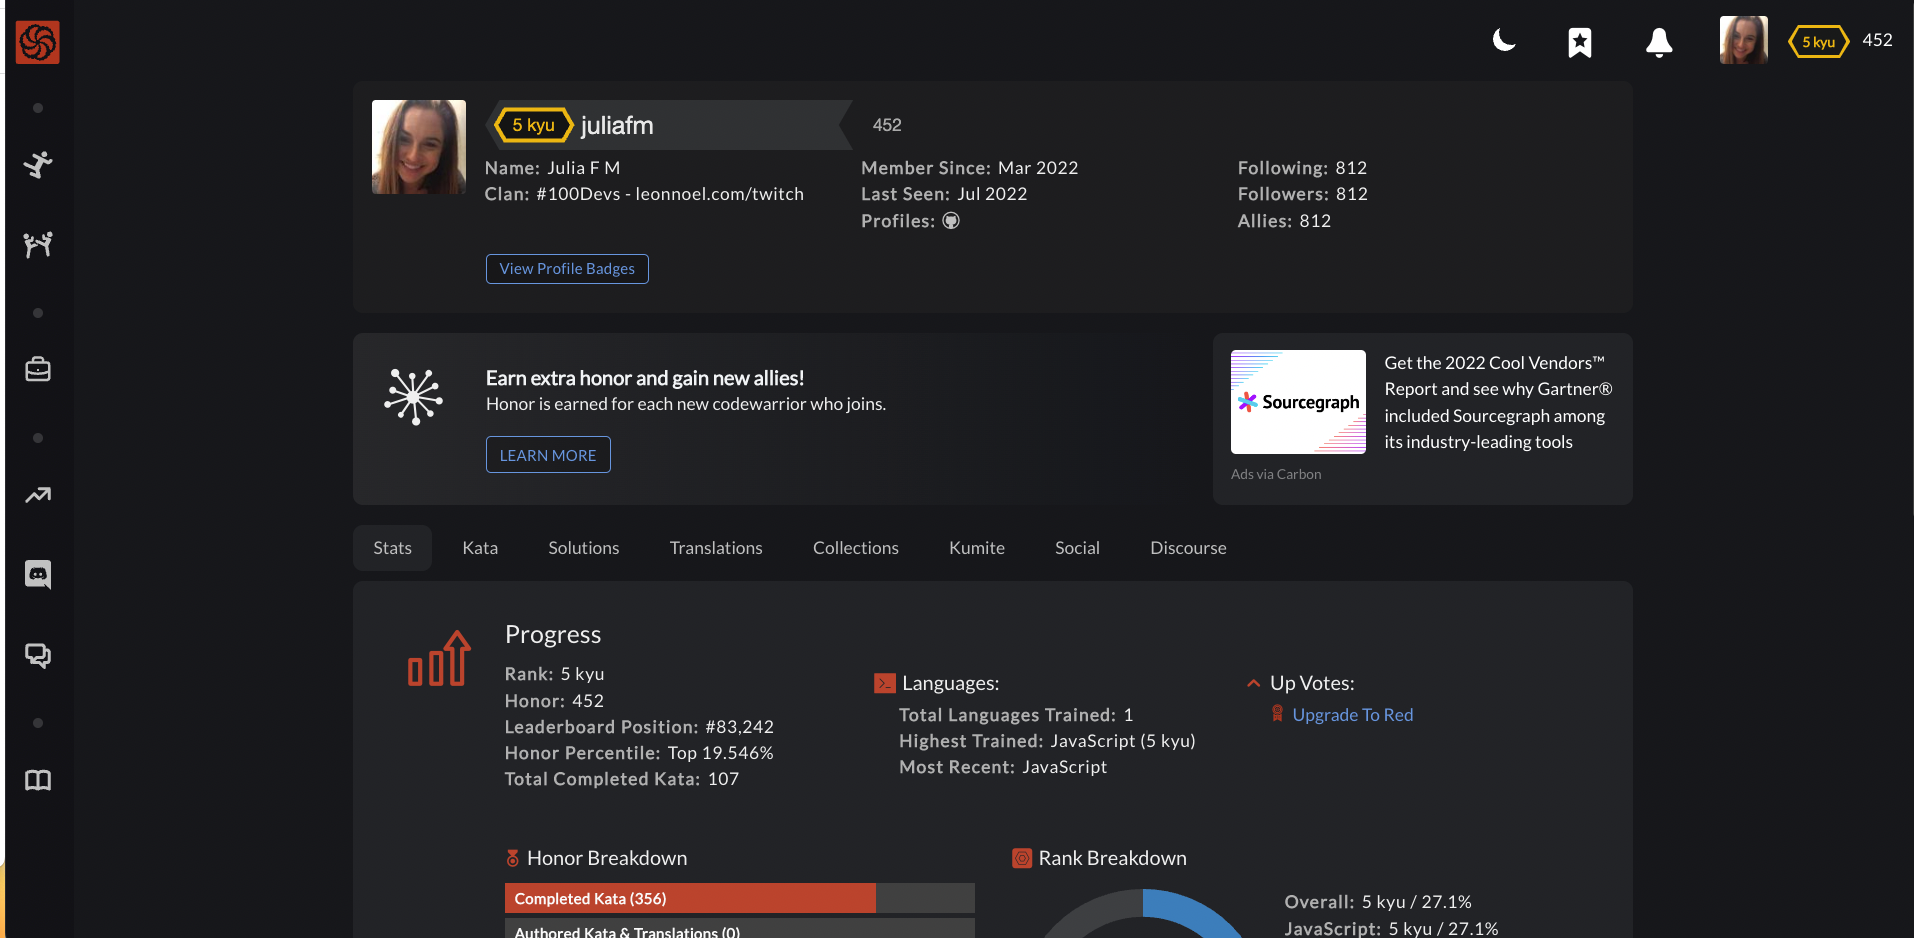 5 kyu 452
5 kyu juliafm 452
Name: Julia F M
Clan: #100Devs - leonnoel.com/twitch
Member Since: Mar 2022
Last Seen: Jul 2022
Profiles:
Following: 812
Followers: 812
Allies: 812
View Profile Badges
Earn extra honor and gain new allies!
Honor is earned for each new codewarrior who joins.
LEARN MORE
Sourcegraph
Get the 2022 Cool Vendors™
Report and see why Gartner®
included Sourcegraph among
its industry-leading tools
Ads via Carbon
Stats Kata Solutions Translations Collections Kumite Social Discourse
Progress
Rank: 5 kyu
Honor: 452
Leaderboard Position: #83,242
Honor Percentile: Top 19.546%
Total Completed Kata: 107
Languages:
Total Languages Trained: 1
Highest Trained: JavaScript (5 kyu)
Most Recent: JavaScript
Up Votes:
Upgrade To Red
Honor Breakdown
Completed Kata (356)
Authored Kata & Translations (0)
Rank Breakdown
Overall: 5 kyu / 27.1%
JavaScript: 5 kyu / 27.1%